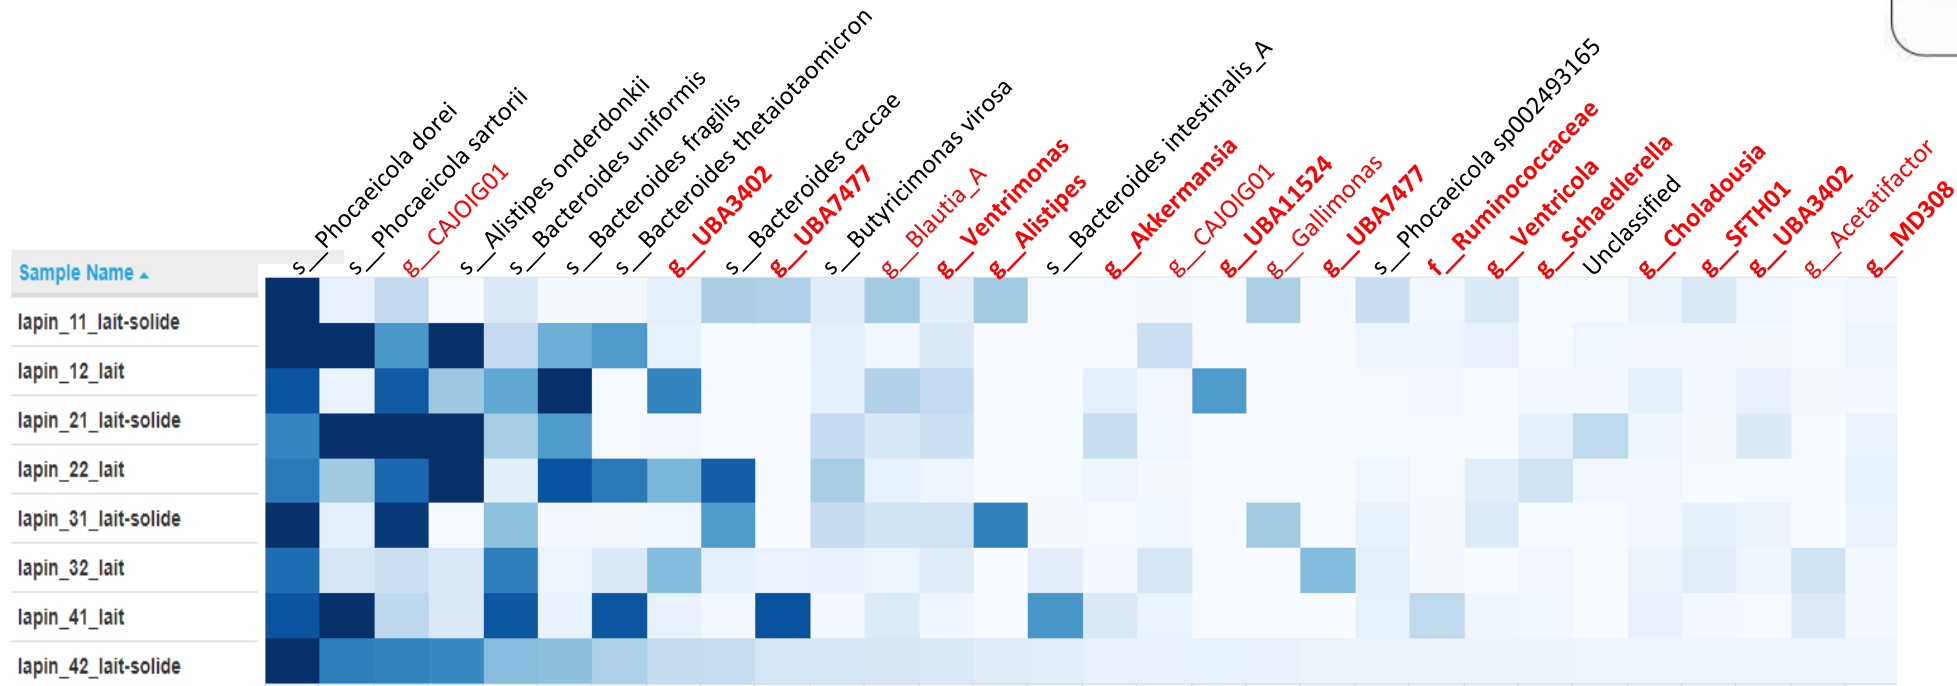 s__Phocaeicola dorei
s__Phocaeicola sartorii
g__CAJOIG01
s__Alistipes onderdonkii
s__Bacteroides uniformis
s__Bacteroides fragilis
s__Bacteroides thetaiotaomicron
g__UBA3402
s__Bacteroides caccae
g__UBA7477
s__Butyricimonas virosa
g__Blautia_A
g__Ventrimonas
g__Alistipes
s__Bacteroides intestinalis_A
g__Akkermansia
g__CAJOIG01
g__UBA11524
g__Gallimonas
g__UBA7477
s__Phocaeicola sp002493165
f__Ruminococcaceae
g__Ventricola
g__Schaedlerella
Unclassified
g__Choladousia
g__SFTH01
g__UBA3402
g__Acetatifactor
g__MD308
Sample Name
lapin_11_lait-solide
lapin_12_lait
lapin_21_lait-solide
lapin_22_lait
lapin_31_lait-solide
lapin_32_lait
lapin_41_lait
lapin_42_lait-solide